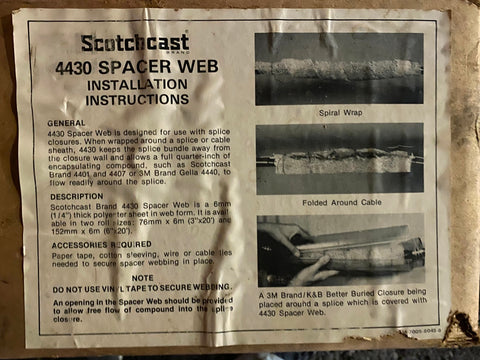 Scotchcast
BRAND
4430 SPACER WEB
INSTALLATION
INSTRUCTIONS
GENERAL
4430 Spacer Web is designed for use with splice
closures. When wrapped around a splice or cable
sheath, 4430 keeps the splice bundle away from
the closure wall and allows a full quarter-inch of
encapsulating compound, such as Scotchcast
Brand 4401 and 4407 or 3M Brand Gella 4440, to
flow readily around the splice.
DESCRIPTION
Scotchcast Brand 4430 Spacer Web is a 6mm
(1/4") thick polyester sheet in web form. It is avail
able in two roll sizes: 76mm x 6m (3"x20') and
152mm x 6m (6"x20').
ACCESSORIES REQUIRED
Paper tape, cotton sleeving, wire or cable ties
needed to secure spacer webbing in place.
NOTE
DO NOT USE VINYL TAPE TO SECURE WEBBING.
An opening in the Spacer Web should be provided
to allow free flow of compound into the splice
closure.
Spiral Wrap
Folded Around Cable
A 3M Brand/K&B Better Buried Closure being
placed around a splice which is covered with
4430 Spacer Web.